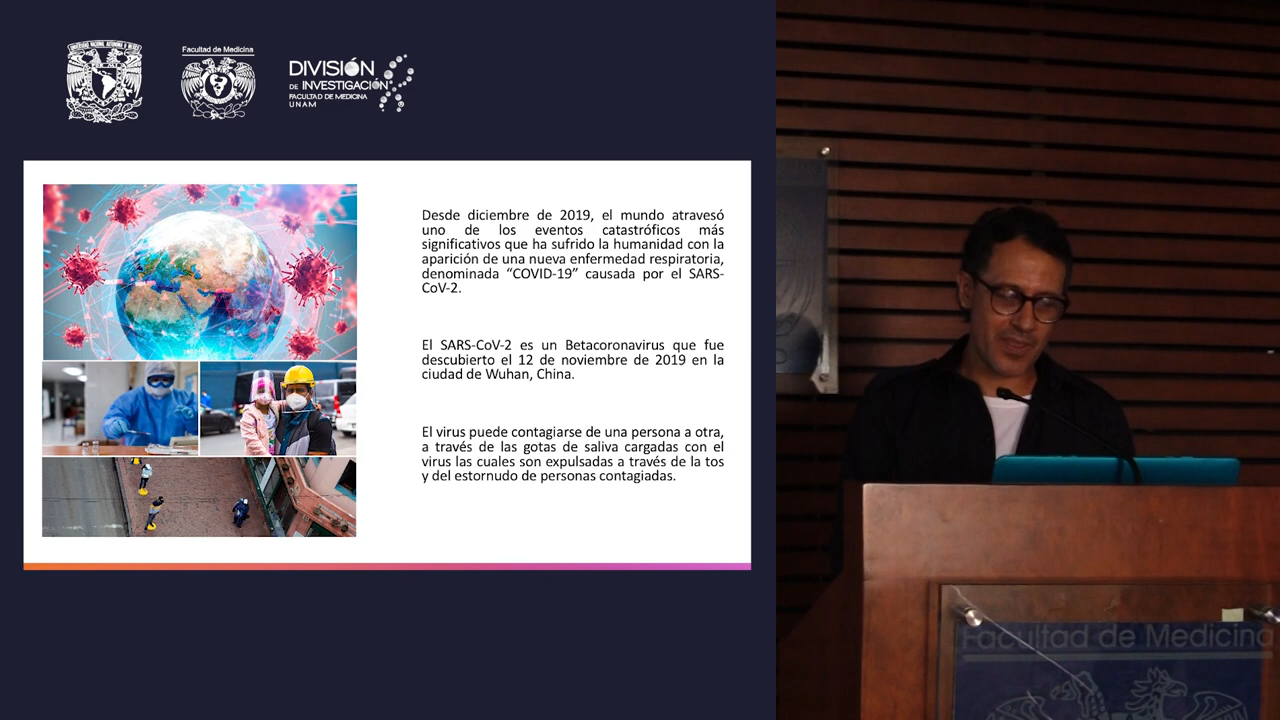 Facultad de Medicina
DIVISIÓN
DE INVESTIGACIÓN
FACULTAD DE MEDICINA
UNAM
Desde diciembre de 2019, el mundo atravesó
uno de los eventos catastróficos más
significativos que ha sufrido la humanidad con la
aparición de una nueva enfermedad respiratoria,
denominada “COVID-19” causada por el SARS-
CoV-2.
El SARS-CoV-2 es un Betacoronavirus que fue
descubierto el 12 de noviembre de 2019 en la
ciudad de Wuhan, China.
El virus puede contagiarse de una persona a otra,
a través de las gotas de saliva cargadas con el
virus las cuales son expulsadas a través de la tos
y del estornudo de personas contagiadas.
Facultad de Medicina